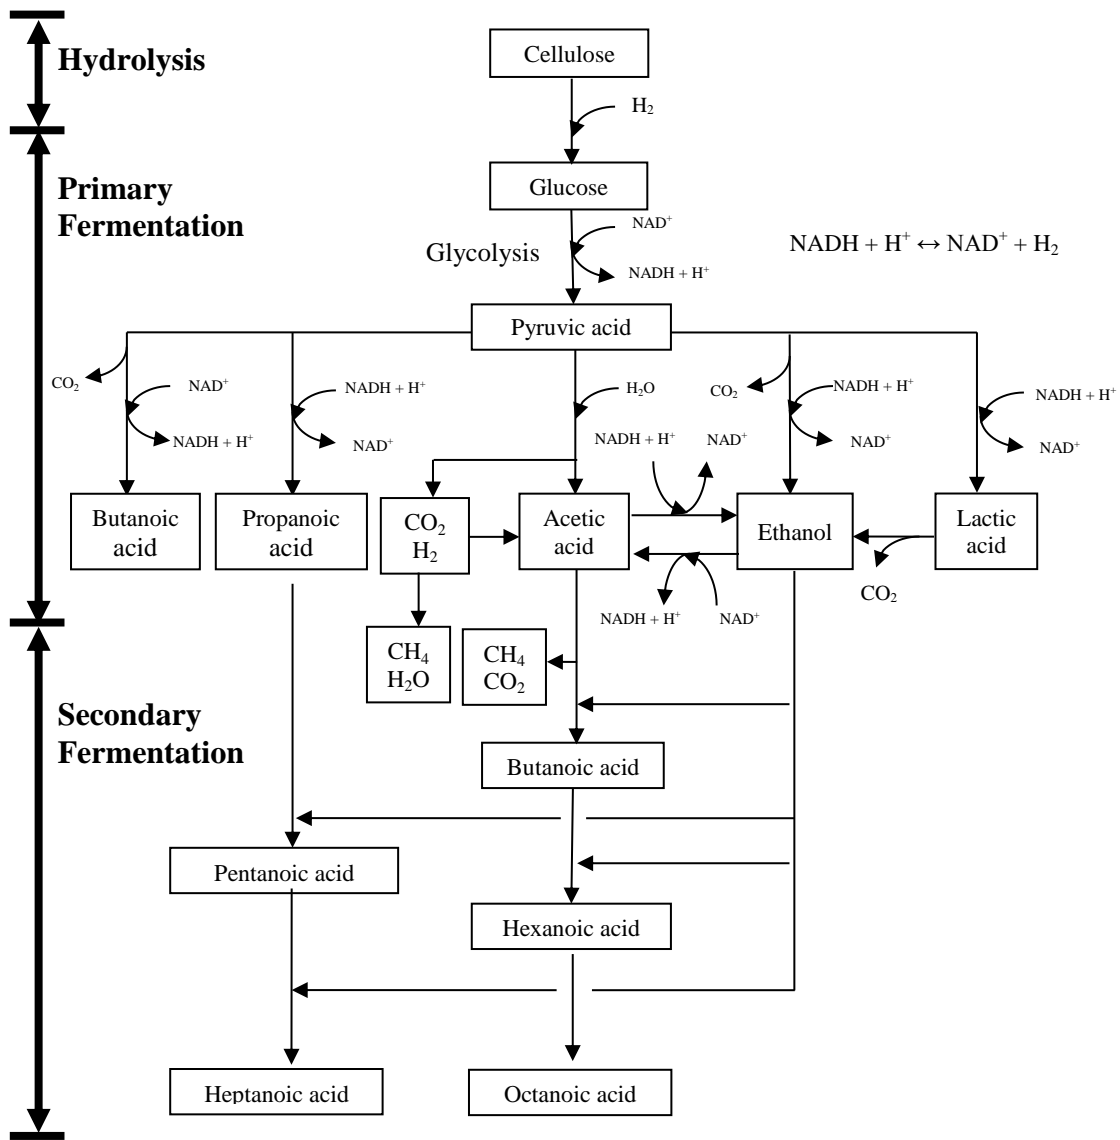 Hydrolysis
Cellulose
H₂
Primary
Fermentation
Glucose
NAD⁺
Glycolysis
NADH + H⁺
NADH + H⁺ ↔ NAD⁺ + H₂
Pyruvic acid
CO₂
NAD⁺
NADH + H⁺
NADH + H⁺
NAD⁺
H₂O
NADH + H⁺
NAD⁺
CO₂
NADH + H⁺
NAD⁺
NADH + H⁺
NAD⁺
Butanoic
acid
Propanoic
acid
CO₂
H₂
Acetic
acid
Ethanol
Lactic
acid
CO₂
NADH + H⁺
NAD⁺
CH₄
H₂O
CH₄
CO₂
Secondary
Fermentation
Butanoic acid
Pentanoic acid
Hexanoic acid
Heptanoic acid
Octanoic acid